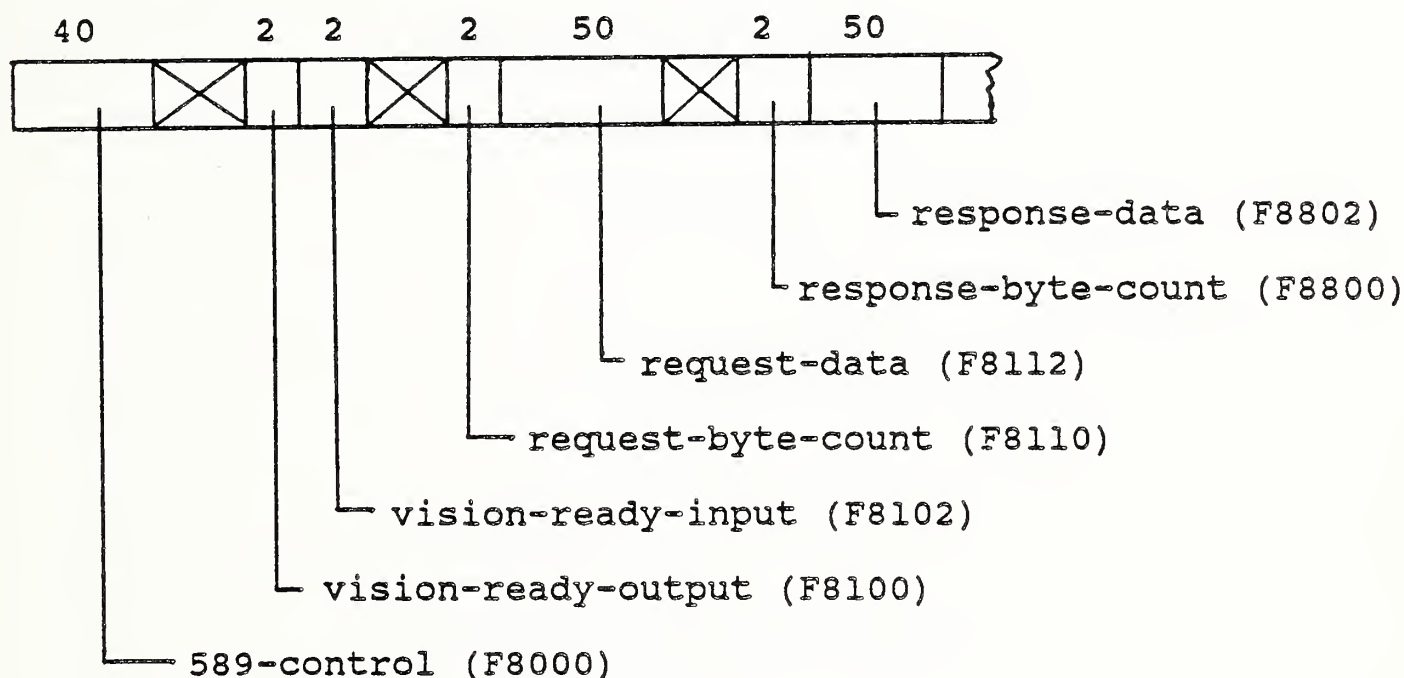 40 2 2 2 50 2 50
response-data (F8802)
response-byte-count (F8800)
request-data (F8112)
request-byte-count (F8110)
vision-ready-input (F8102)
vision-ready-output (F8100)
589-control (F8000)